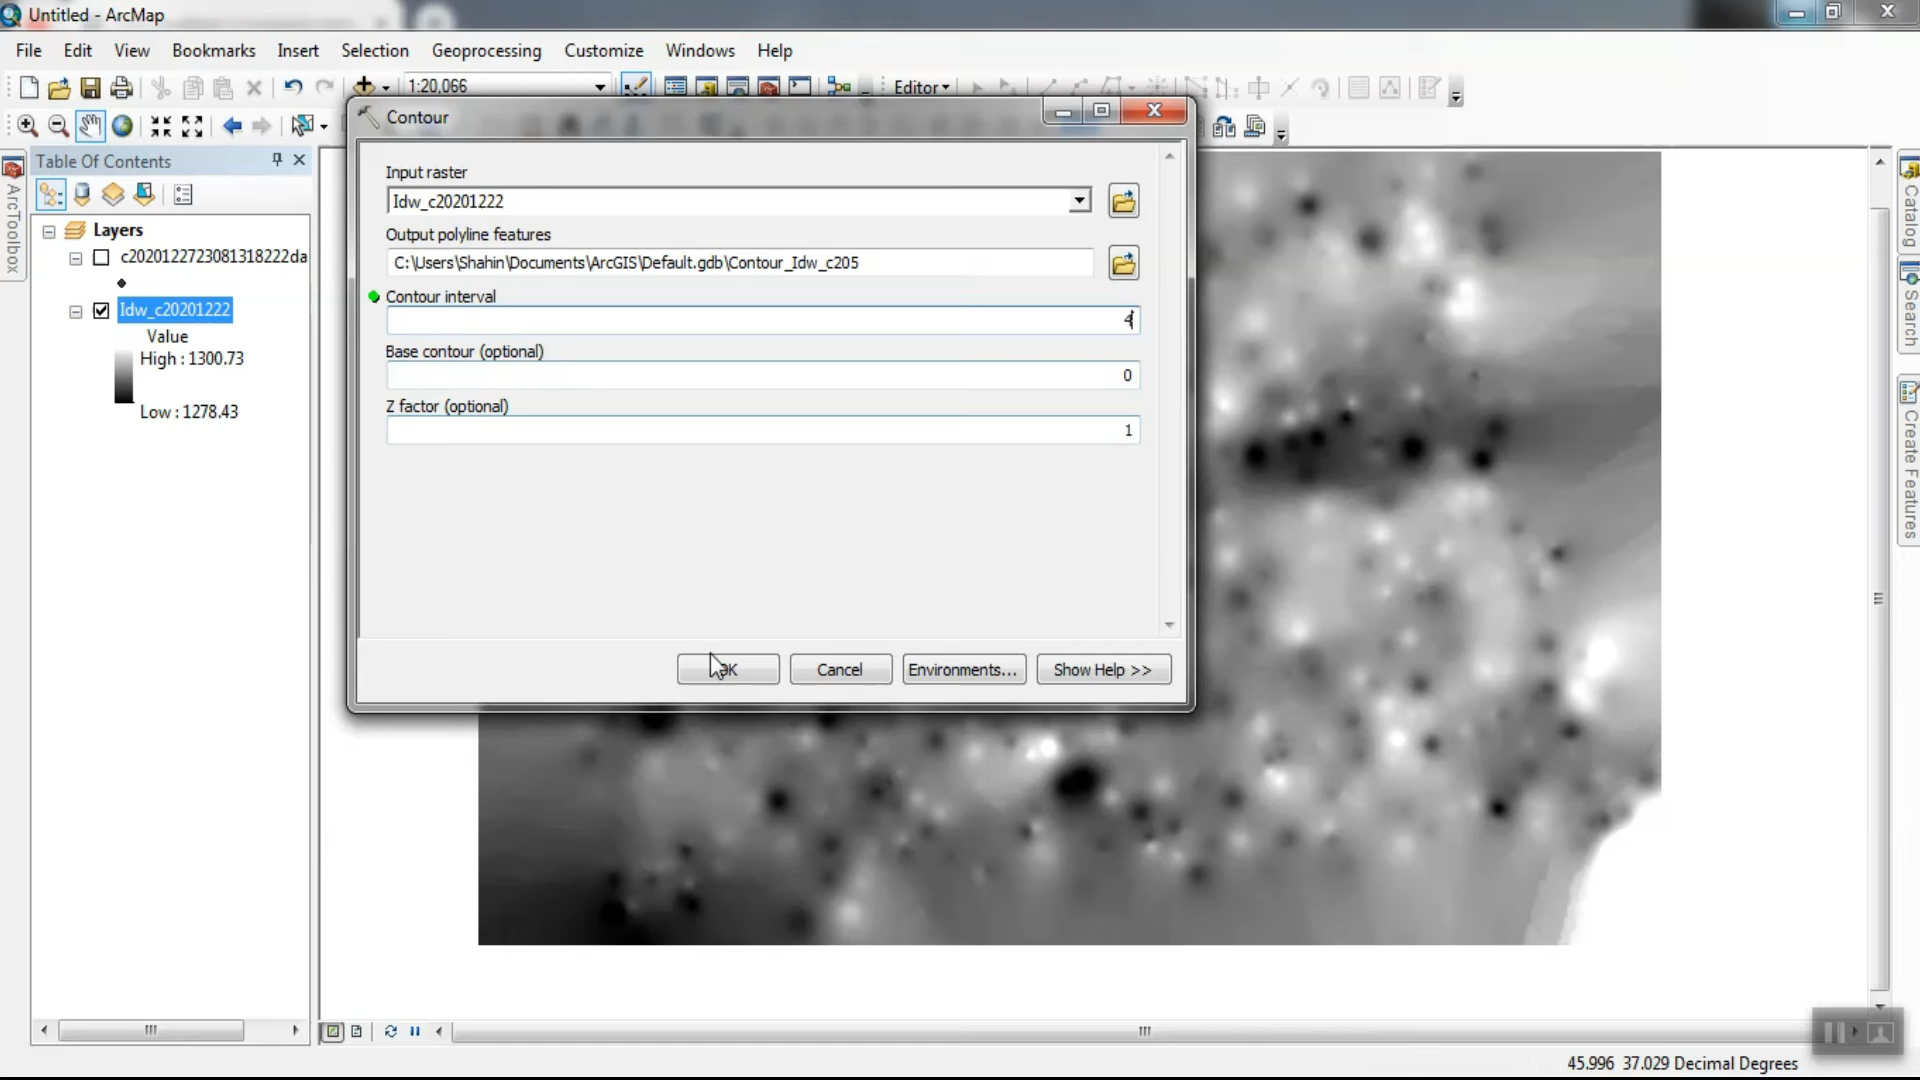 Untitled - ArcMap
File Edit View Bookmarks Insert Selection Geoprocessing Customize Windows Help
1:20,066
Editor
Contour
Table Of Contents
Layers
c2020122723081318222da
Idw_c20201222
Value
High : 1300.73
Low : 1278.43
ArcToolbox
Input raster
Idw_c20201222
Output polyline features
C:\Users\Shahin\Documents\ArcGIS\Default.gdb\Contour_Idw_c205
Contour interval
4
Base contour (optional)
0
Z factor (optional)
1
OK Cancel Environments... Show Help >>
Catalog
Search
Create Features
45.996 37.029 Decimal Degrees